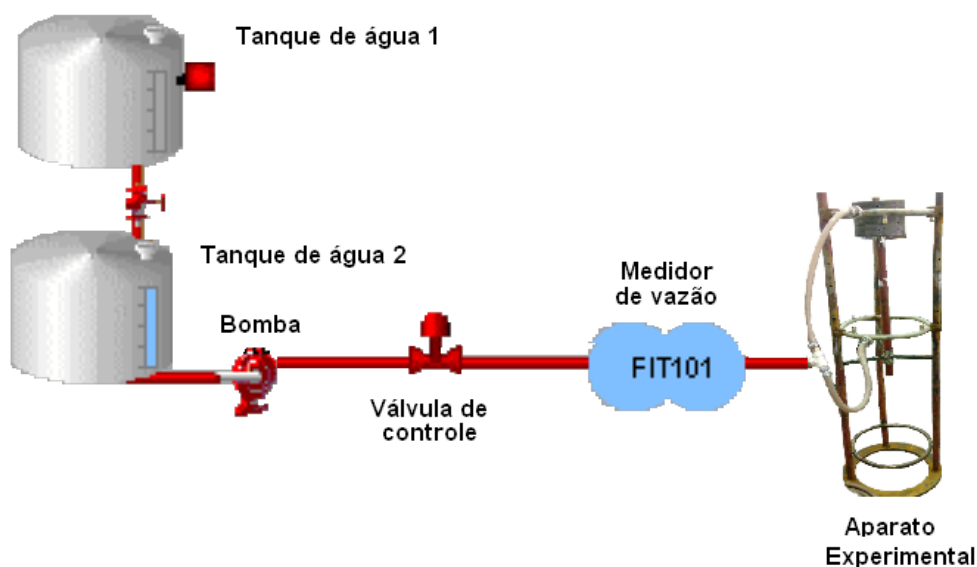 Tanque de água 1
Tanque de água 2
Bomba
Válvula de
controle
Medidor
de vazão
FIT101
Aparato
Experimental